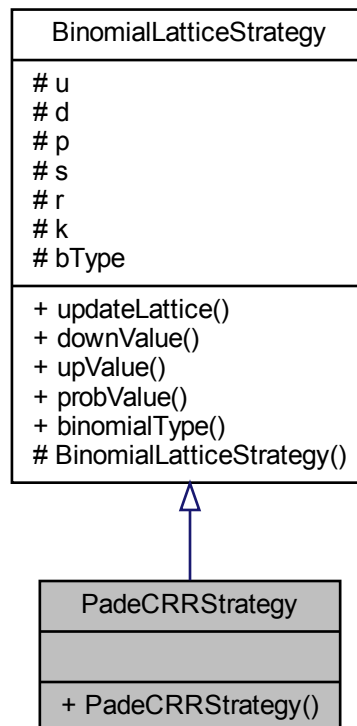 BinomialLatticeStrategy
# u
# d
# p
# s
# r
# k
# bType
+ updateLattice()
+ downValue()
+ upValue()
+ probValue()
+ binomialType()
# BinomialLatticeStrategy()
PadeCRRStrategy
+ PadeCRRStrategy()